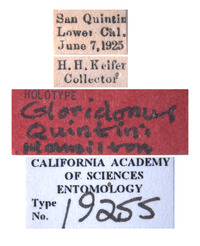 San Quintin
Lower Cal.
June 7, 1925
H. H. Keifer
Collector
HOLOTYPE
Gloridonus
Quintini
Hamilton
CALIFORNIA ACADEMY
OF SCIENCES
ENTOMOLOGY
Type
No. 19255